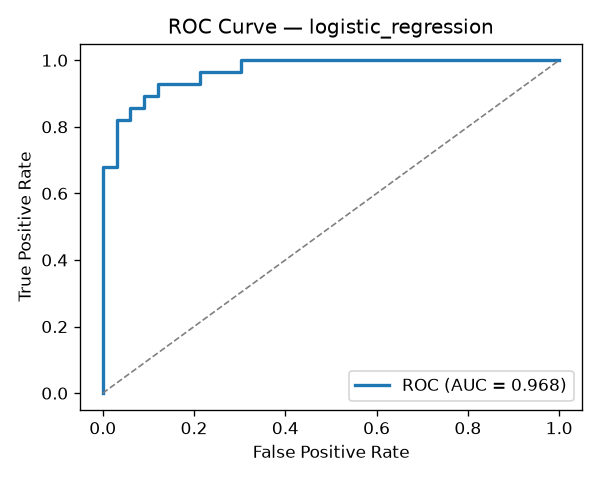 ROC Curve — logistic_regression
1.0
0.8
0.6
0.4
0.2
0.0
True Positive Rate
ROC (AUC = 0.968)
0.0 0.2 0.4 0.6 0.8 1.0
False Positive Rate